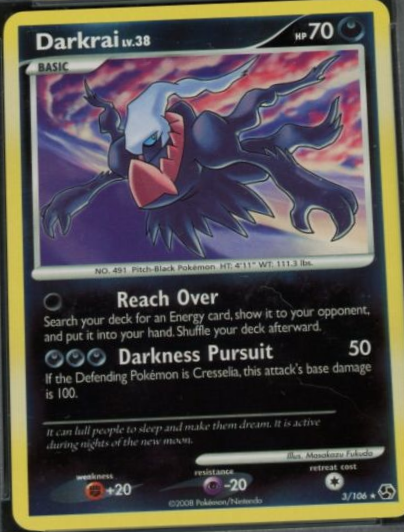 Darkrai LV.38 HP 70
BASIC
NO. 491 Pitch-Black Pokémon HT: 4'11" WT: 111.3 lbs.
Reach Over
Search your deck for an Energy card, show it to your opponent,
and put it into your hand. Shuffle your deck afterward.
Darkness Pursuit 50
If the Defending Pokémon is Cresselia, this attack's base damage
is 100.
It can lull people to sleep and make them dream. It is active
during nights of the new moon.
Illus. Masakazu Fukuda
weakness resistance retreat cost
+20 -20
©2008 Pokémon/Nintendo 3/106 ★